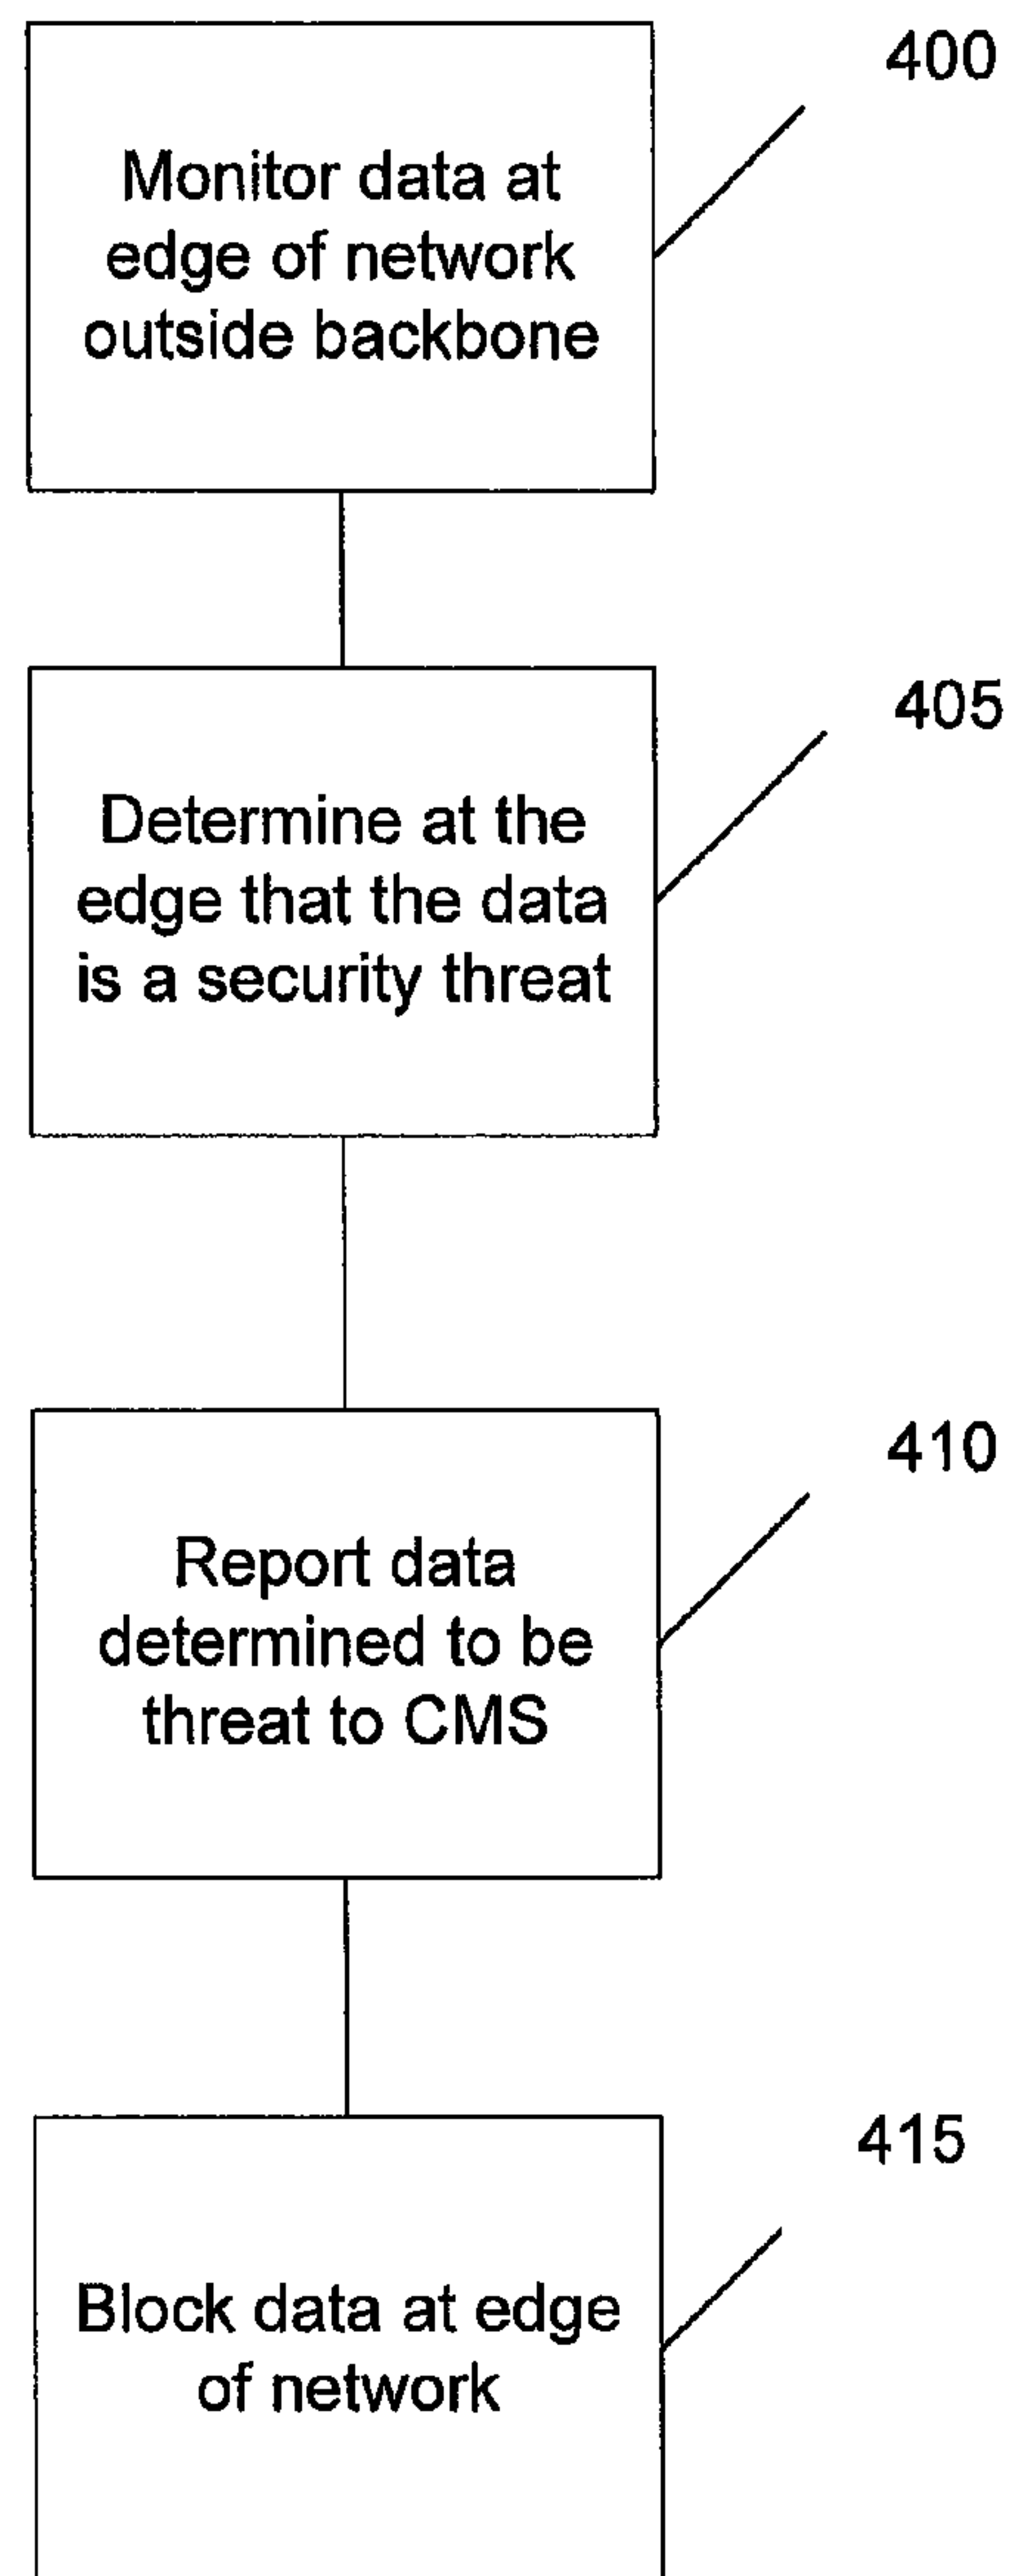 400
Monitor data at
edge of network
outside backbone
405
Determine at the
edge that the data
is a security threat
410
Report data
determined to be
threat to CMS
415
Block data at edge
of network